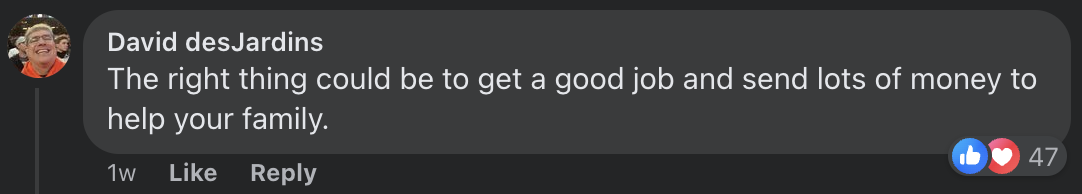 David desJardins
The right thing could be to get a good job and send lots of money to
help your family.
1w Like Reply 47